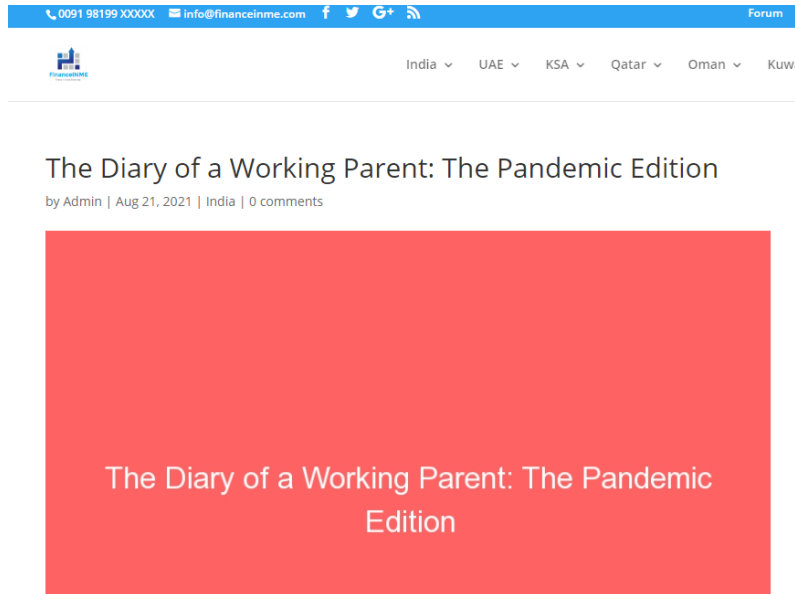 0091 98199 XXXXX info@financeinme.com Forum
FinanceINME
India UAE KSA Qatar Oman
The Diary of a Working Parent: The Pandemic Edition
by Admin | Aug 21, 2021 | India | 0 comments
The Diary of a Working Parent: The Pandemic
Edition